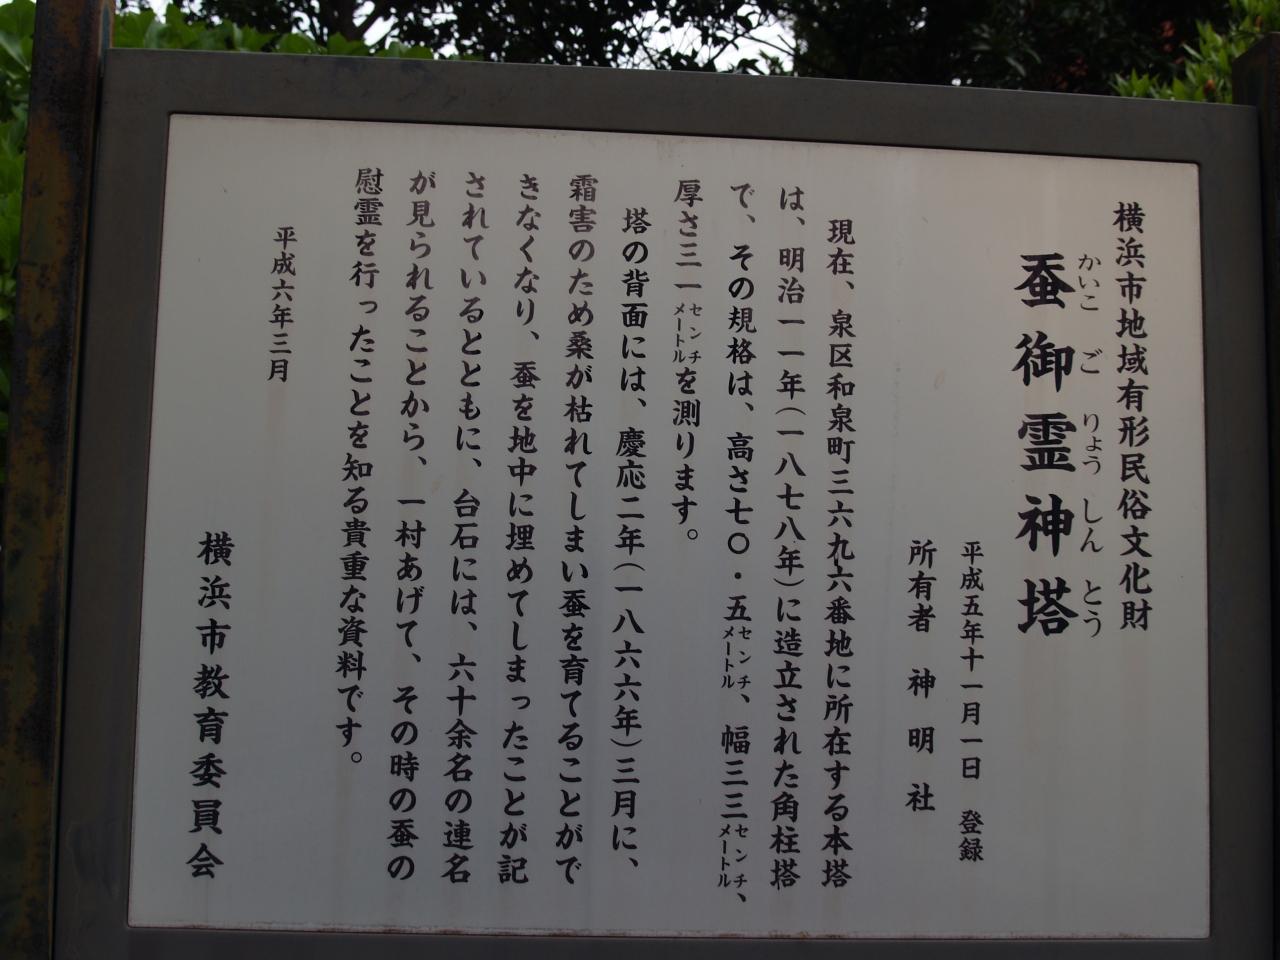 横浜市地域有形民俗文化財
蚕御霊神塔
かいこ ご りょう しん とう
平成五年十一月一日 登録
所有者 神明社
現在、泉区和泉町三六九六番地に所在する本塔
は、明治一一年(一八七八年)に造立された角柱塔
で、その規格は、高さ七〇・五センチメートル、幅三三センチメートル、
厚さ三一センチメートルを測ります。
塔の背面には、慶応二年(一八六六年)三月に、
霜害のため桑が枯れてしまい蚕を育てることがで
きなくなり、蚕を地中に埋めてしまったことが記
されているとともに、台石には、六十余名の連名
が見られることから、一村あげて、その時の蚕の
慰霊を行ったことを知る貴重な資料です。
平成六年三月
横浜市教育委員会